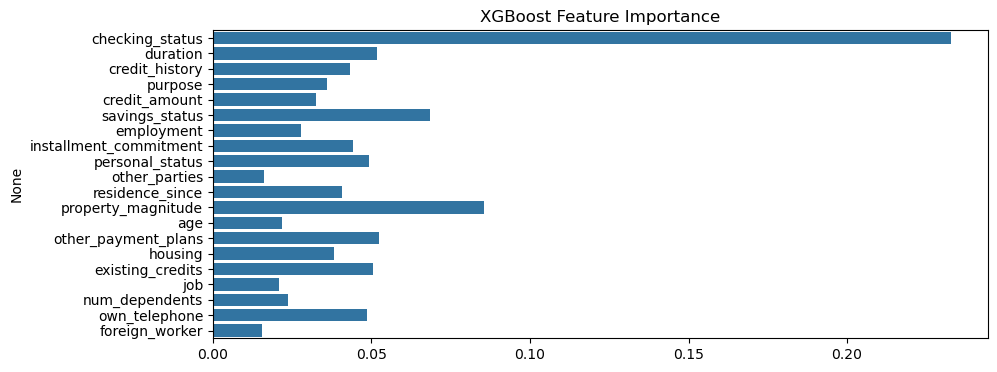 XGBoost Feature Importance
checking_status
duration
credit_history
purpose
credit_amount
savings_status
employment
installment_commitment
personal_status
other_parties
residence_since
property_magnitude
age
other_payment_plans
housing
existing_credits
job
num_dependents
own_telephone
foreign_worker
None
0.00 0.05 0.10 0.15 0.20